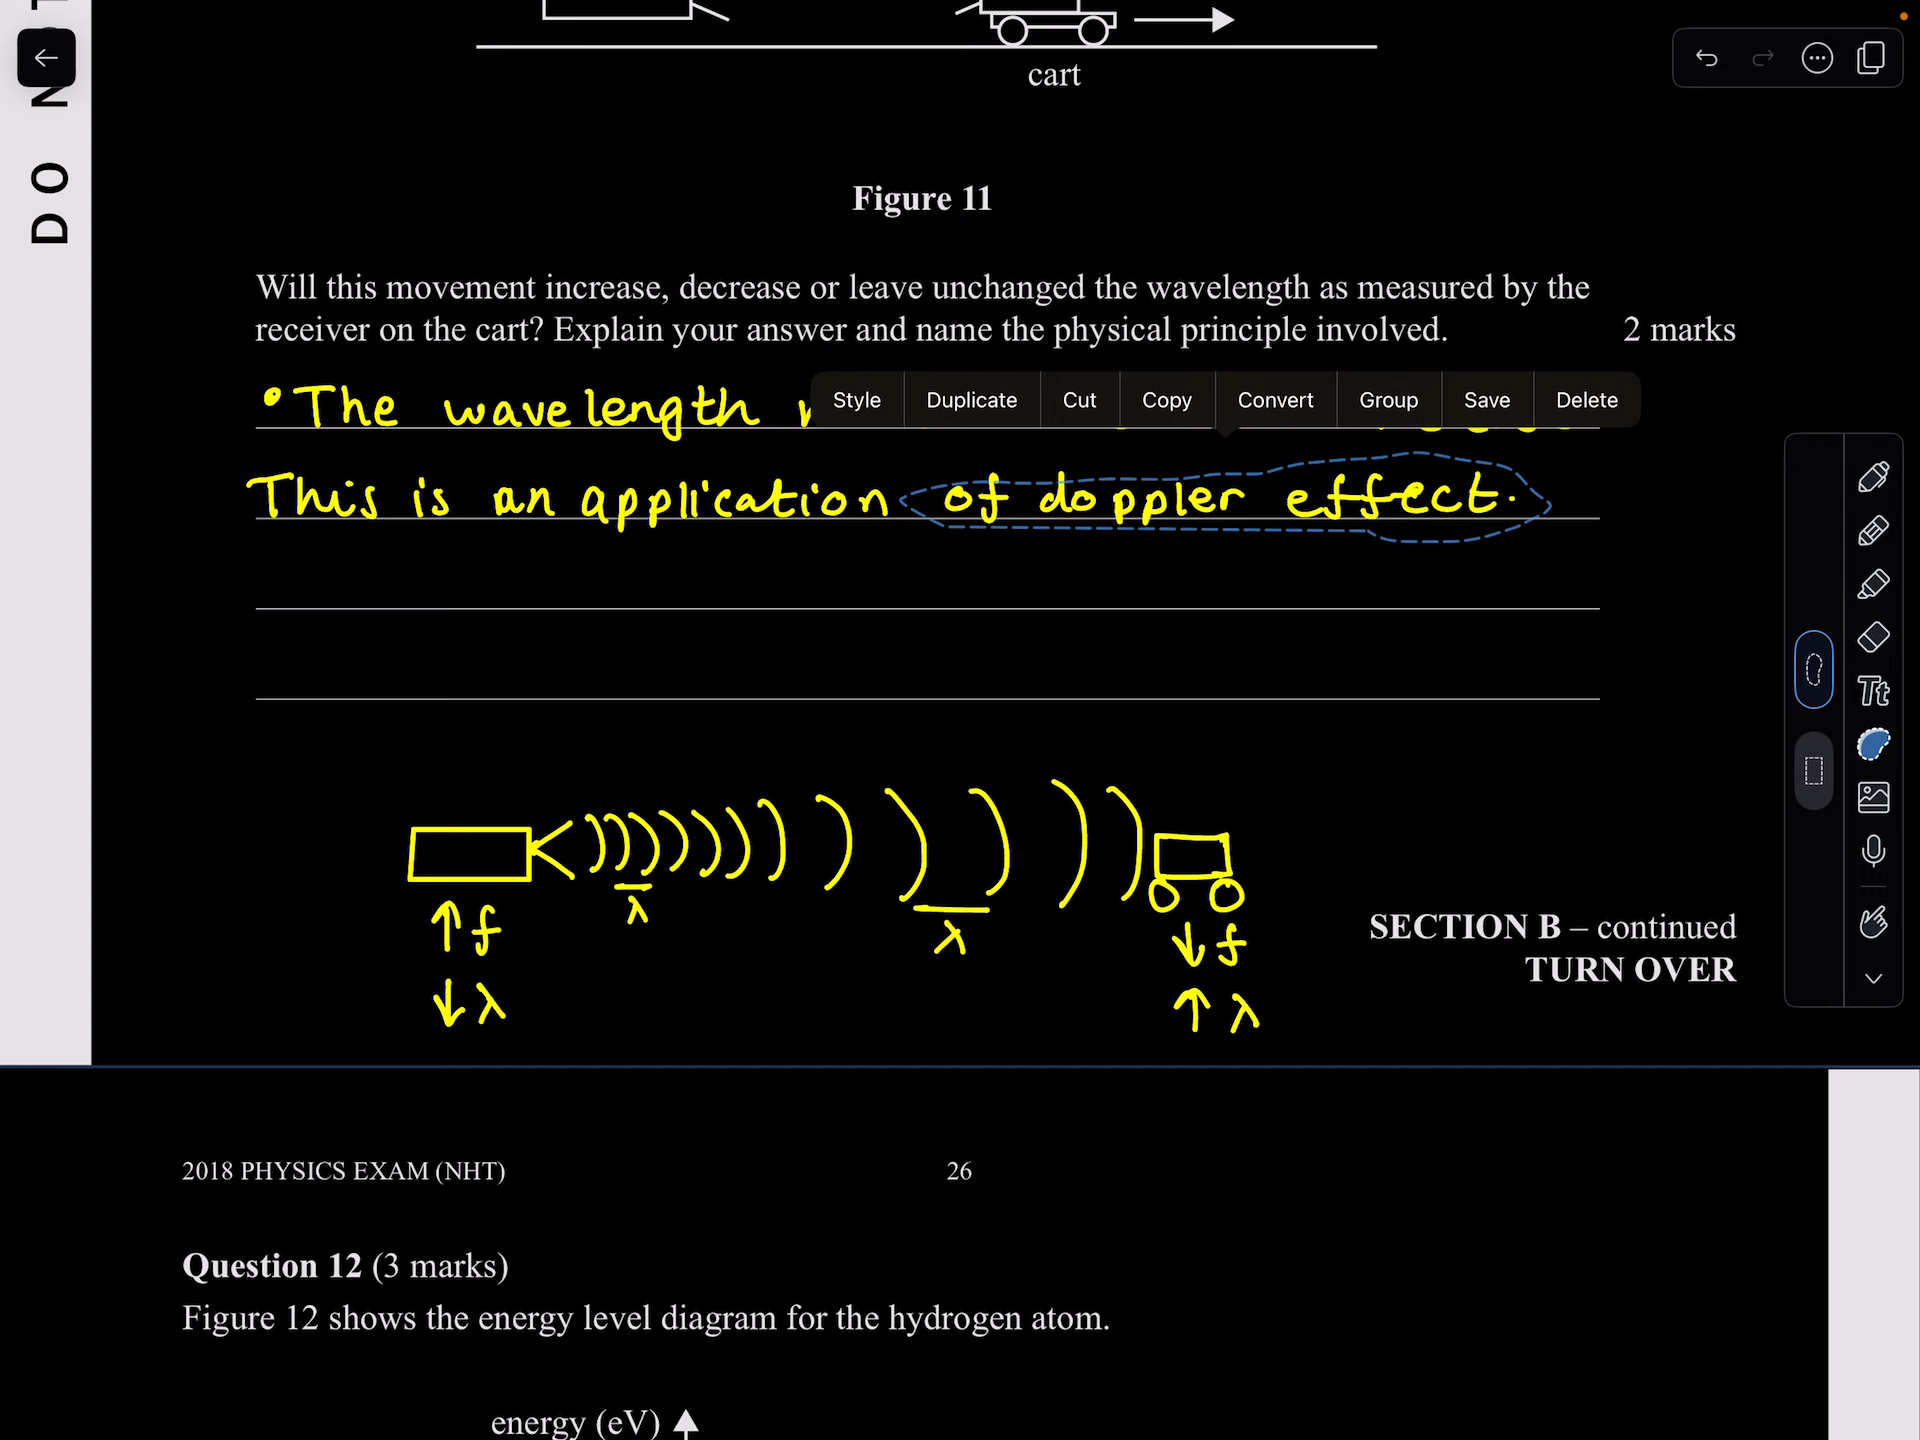 DO N
cart
Figure 11
Will this movement increase, decrease or leave unchanged the wavelength as measured by the
receiver on the cart? Explain your answer and name the physical principle involved. 2 marks
• The wavelength
Style Duplicate Cut Copy Convert Group Save Delete
This is an application of doppler effect.
λ
λ
↑ f
↓ λ
↓ f
↑ λ
SECTION B – continued
TURN OVER
Tt
2018 PHYSICS EXAM (NHT) 26
Question 12 (3 marks)
Figure 12 shows the energy level diagram for the hydrogen atom.
energy (eV)